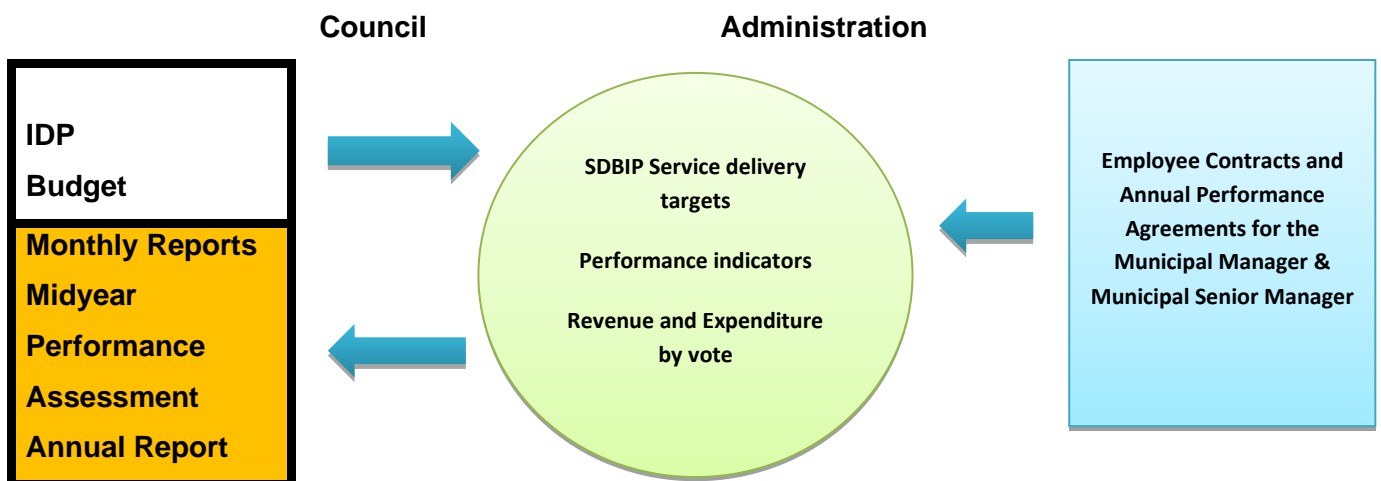 Council
Administration
IDP
Budget
Monthly Reports
Midyear
Performance
Assessment
Annual Report
SDBIP Service delivery
targets
Performance indicators
Revenue and Expenditure
by vote
Employee Contracts and
Annual Performance
Agreements for the
Municipal Manager &
Municipal Senior Manager